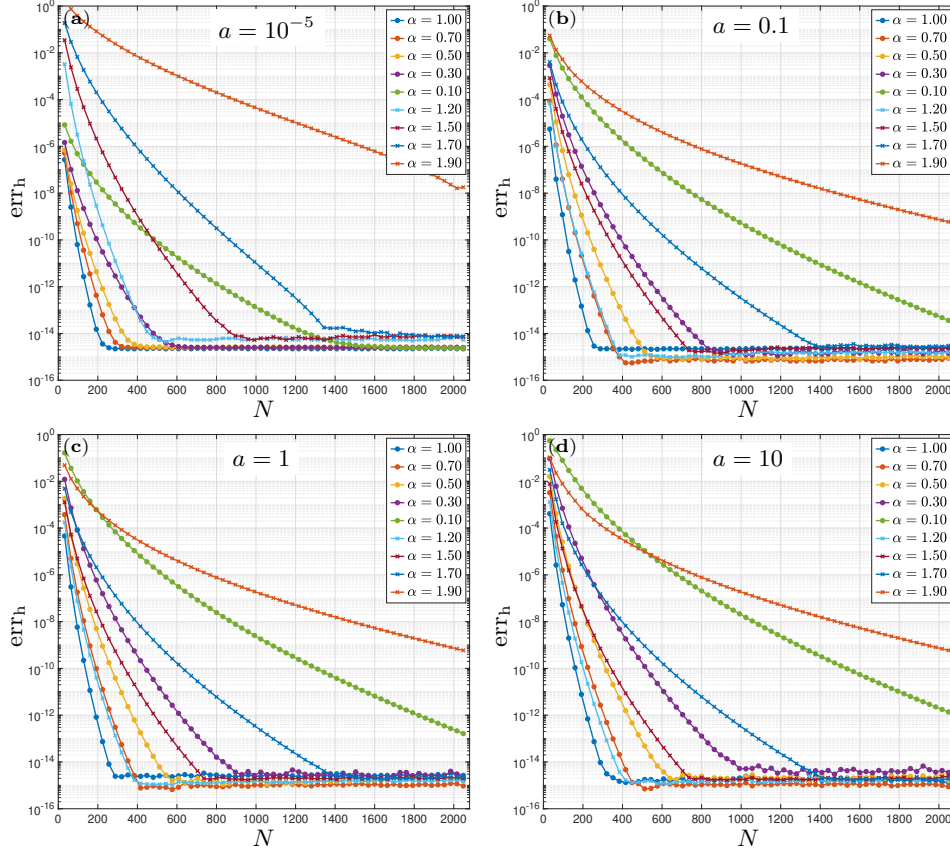 (a)
a = 10⁻⁵
α = 1.00
α = 0.70
α = 0.50
α = 0.30
α = 0.10
α = 1.20
α = 1.50
α = 1.70
α = 1.90
10⁰
10⁻²
10⁻⁴
10⁻⁶
10⁻⁸
10⁻¹⁰
10⁻¹²
10⁻¹⁴
10⁻¹⁶
err_h
0 200 400 600 800 1000 1200 1400 1600 1800 2000
N
(b)
a = 0.1
α = 1.00
α = 0.70
α = 0.50
α = 0.30
α = 0.10
α = 1.20
α = 1.50
α = 1.70
α = 1.90
10⁰
10⁻²
10⁻⁴
10⁻⁶
10⁻⁸
10⁻¹⁰
10⁻¹²
10⁻¹⁴
10⁻¹⁶
err_h
0 200 400 600 800 1000 1200 1400 1600 1800 2000
N
(c)
a = 1
α = 1.00
α = 0.70
α = 0.50
α = 0.30
α = 0.10
α = 1.20
α = 1.50
α = 1.70
α = 1.90
10⁰
10⁻²
10⁻⁴
10⁻⁶
10⁻⁸
10⁻¹⁰
10⁻¹²
10⁻¹⁴
10⁻¹⁶
err_h
0 200 400 600 800 1000 1200 1400 1600 1800 2000
N
(d)
a = 10
α = 1.00
α = 0.70
α = 0.50
α = 0.30
α = 0.10
α = 1.20
α = 1.50
α = 1.70
α = 1.90
10⁰
10⁻²
10⁻⁴
10⁻⁶
10⁻⁸
10⁻¹⁰
10⁻¹²
10⁻¹⁴
10⁻¹⁶
err_h
0 200 400 600 800 1000 1200 1400 1600 1800 2000
N